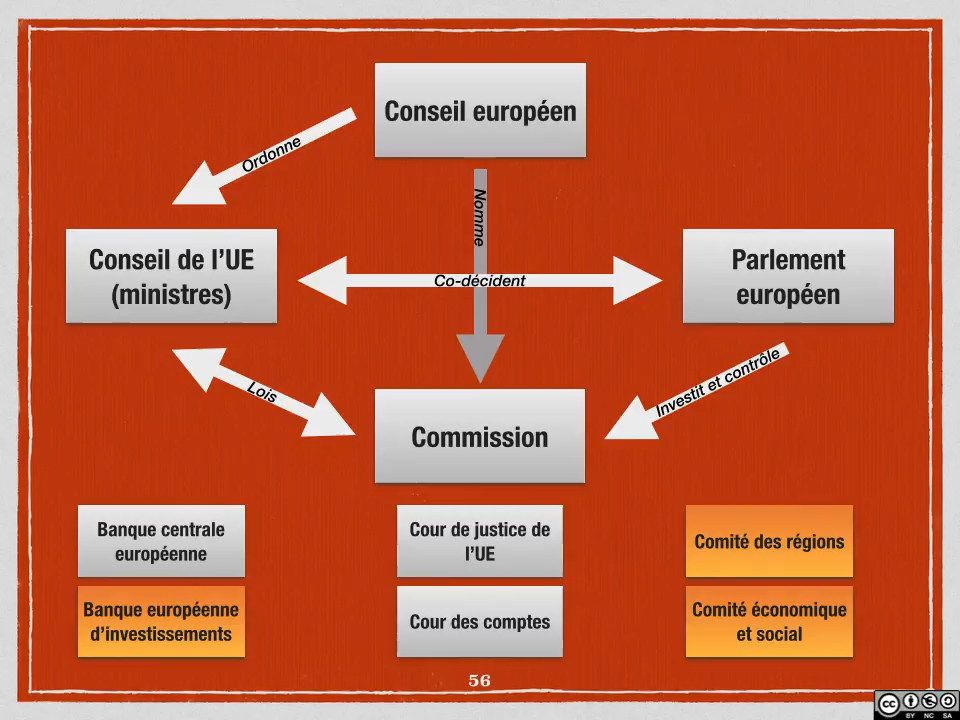 Conseil européen
Ordonne
Nomme
Conseil de l’UE
(ministres)
Co-décident
Parlement
européen
Lois
Investit et contrôle
Commission
Banque centrale
européenne
Cour de justice de
l’UE
Comité des régions
Banque européenne
d’investissements
Cour des comptes
Comité économique
et social
56
cc
BY NC SA